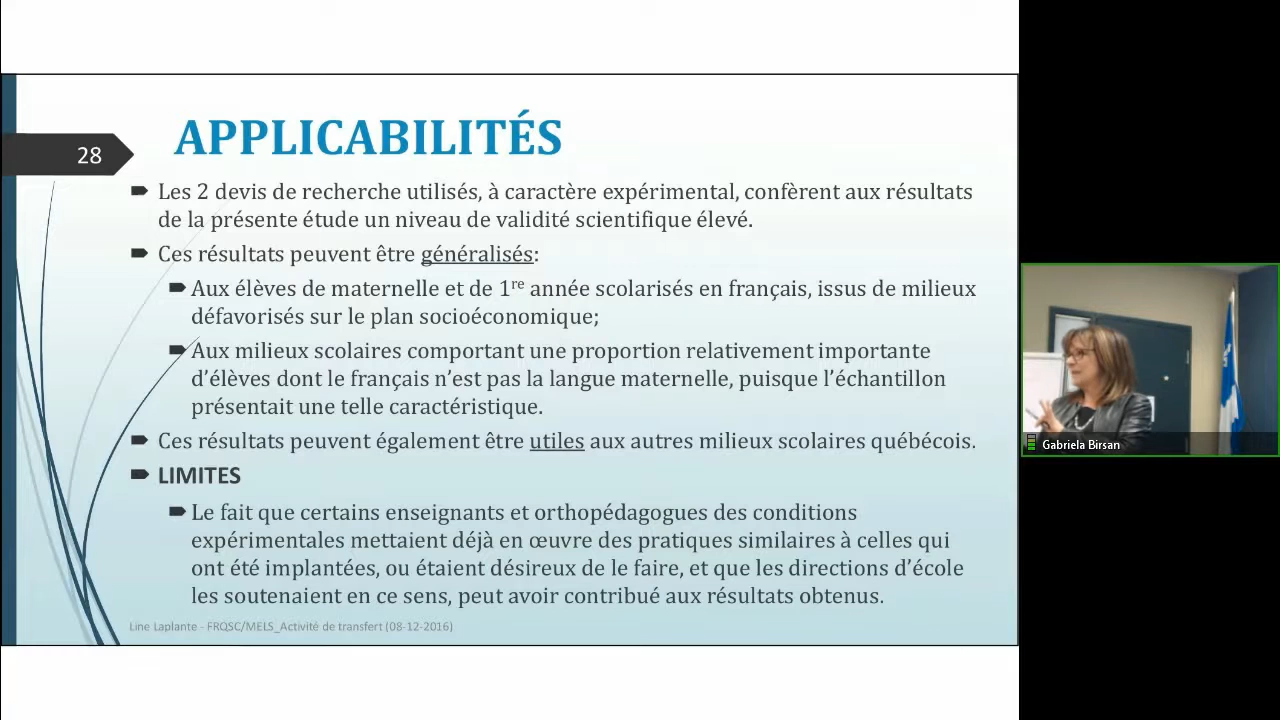 APPLICABILITÉS
28
Les 2 devis de recherche utilisés, à caractère expérimental, confèrent aux résultats
de la présente étude un niveau de validité scientifique élevé.
Ces résultats peuvent être généralisés:
Aux élèves de maternelle et de 1re année scolarisés en français, issus de milieux
défavorisés sur le plan socioéconomique;
Aux milieux scolaires comportant une proportion relativement importante
d’élèves dont le français n’est pas la langue maternelle, puisque l’échantillon
présentait une telle caractéristique.
Ces résultats peuvent également être utiles aux autres milieux scolaires québécois.
LIMITES
Le fait que certains enseignants et orthopédagogues des conditions
expérimentales mettaient déjà en œuvre des pratiques similaires à celles qui
ont été implantées, ou étaient désireux de le faire, et que les directions d’école
les soutenaient en ce sens, peut avoir contribué aux résultats obtenus.
Line Laplante - FRQSC/MELS_Activité de transfert (08-12-2016)
Gabriela Birsan